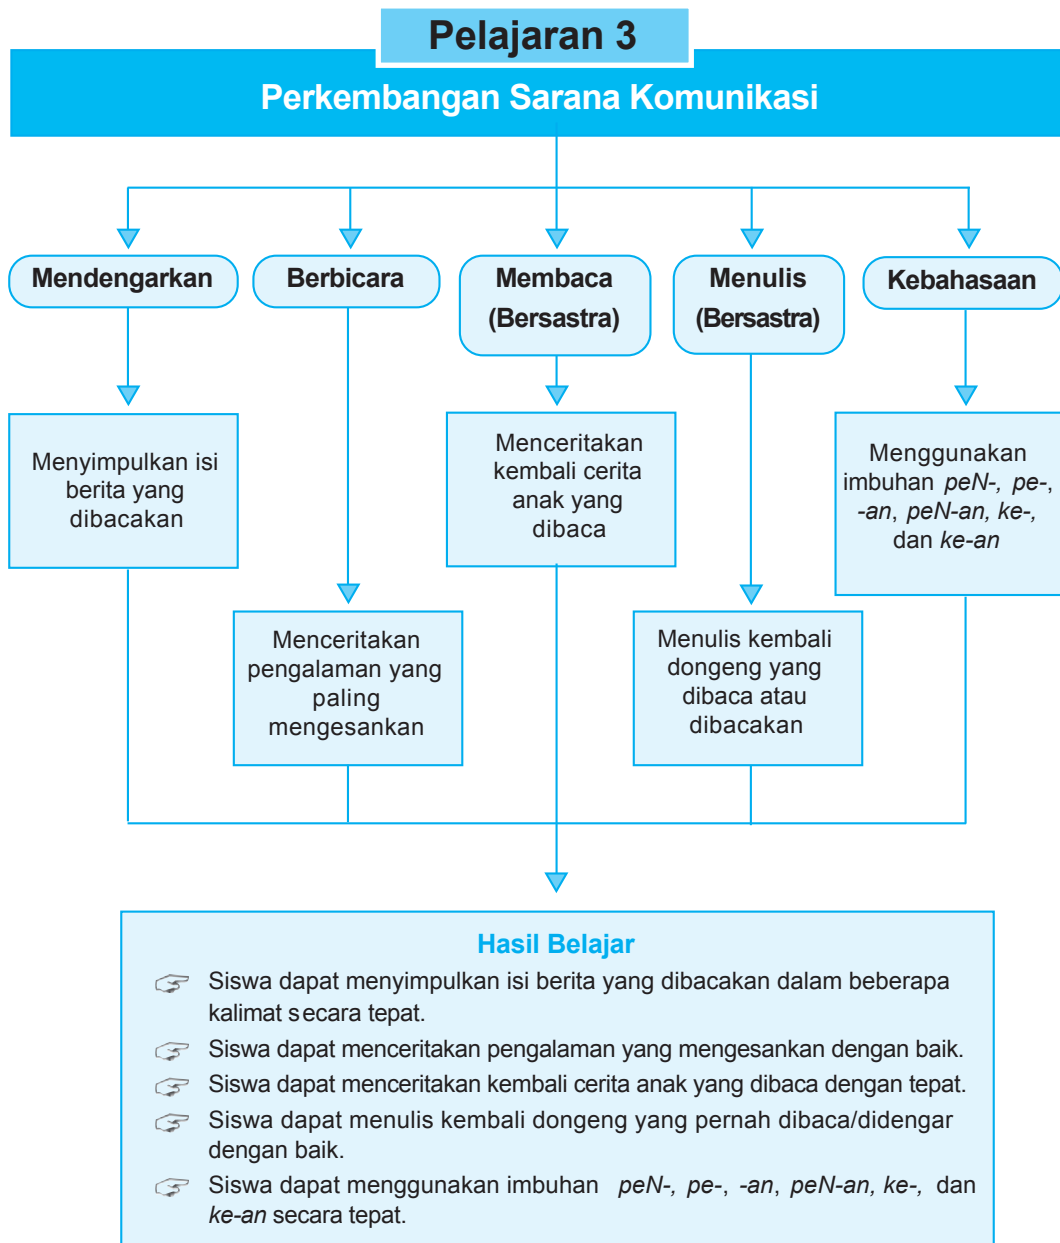 Pelajaran 3
Perkembangan Sarana Komunikasi
Mendengarkan
Berbicara
Membaca
(Bersastra)
Menulis
(Bersastra)
Kebahasaan
Menyimpulkan isi
berita yang
dibacakan
Menceritakan
pengalaman yang
paling
mengesankan
Menceritakan
kembali cerita
anak yang
dibaca
Menulis kembali
dongeng yang
dibaca atau
dibacakan
Menggunakan
imbuhan peN-, pe-,
-an, peN-an, ke-,
dan ke-an
Hasil Belajar
Siswa dapat menyimpulkan isi berita yang dibacakan dalam beberapa
kalimat secara tepat.
Siswa dapat menceritakan pengalaman yang mengesankan dengan baik.
Siswa dapat menceritakan kembali cerita anak yang dibaca dengan tepat.
Siswa dapat menulis kembali dongeng yang pernah dibaca/didengar
dengan baik.
Siswa dapat menggunakan imbuhan peN-, pe-, -an, peN-an, ke-, dan
ke-an secara tepat.